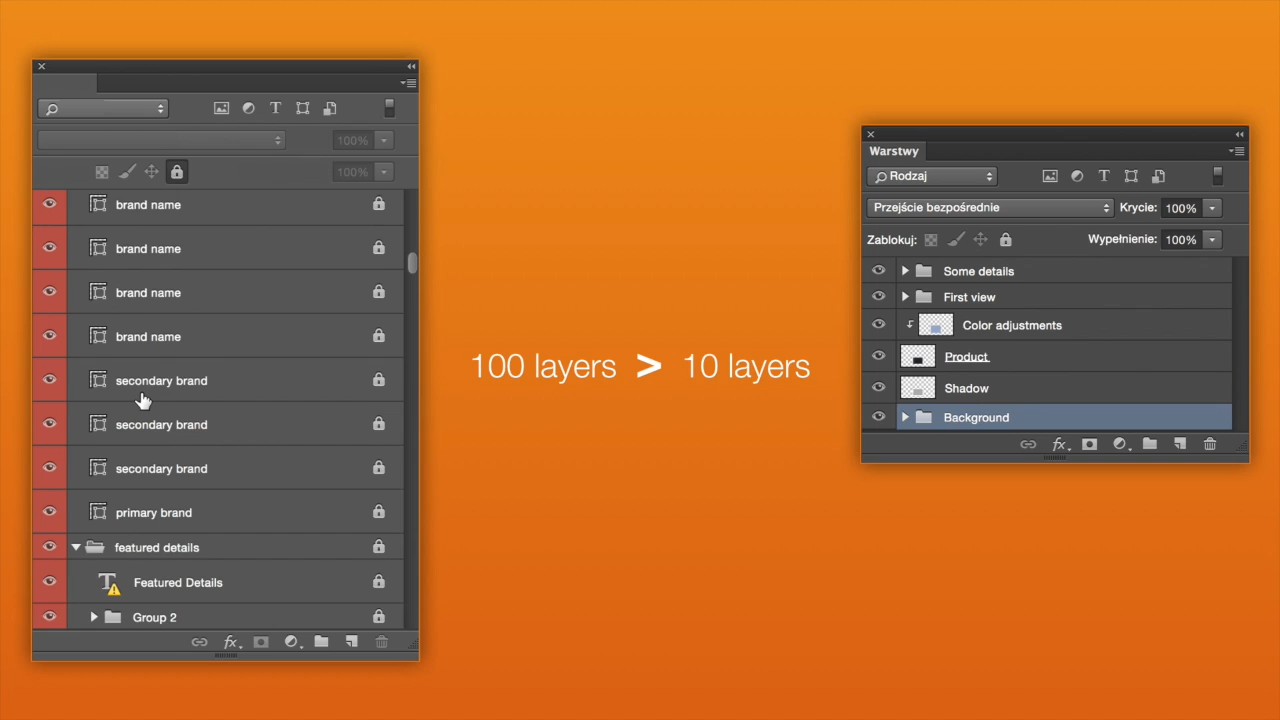 100%
100%
brand name
brand name
brand name
brand name
secondary brand
secondary brand
secondary brand
primary brand
featured details
Featured Details
Group 2
100 layers > 10 layers
Warstwy
Rodzaj
Przejście bezpośrednie Krycie: 100%
Zablokuj: Wypełnienie: 100%
Some details
First view
Color adjustments
Product
Shadow
Background